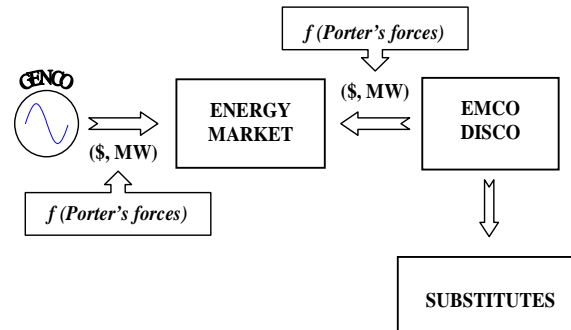 f (Porter's forces)
GENCO
($, MW)
ENERGY
MARKET
EMCO
DISCO
($, MW)
f (Porter's forces)
SUBSTITUTES